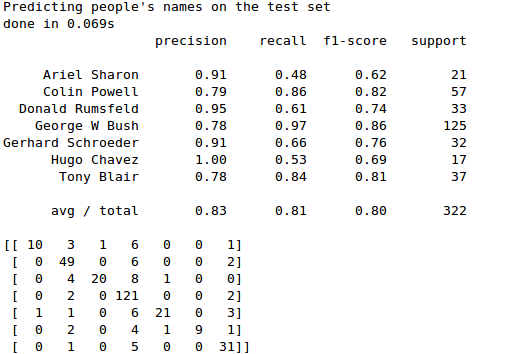 Predicting people's names on the test set
done in 0.069s
precision recall f1-score support
Ariel Sharon 0.91 0.48 0.62 21
Colin Powell 0.79 0.86 0.82 57
Donald Rumsfeld 0.95 0.61 0.74 33
George W Bush 0.78 0.97 0.86 125
Gerhard Schroeder 0.91 0.66 0.76 32
Hugo Chavez 1.00 0.53 0.69 17
Tony Blair 0.78 0.84 0.81 37
avg / total 0.83 0.81 0.80 322
[[ 10 3 1 6 0 0 1]
[ 0 49 0 6 0 0 2]
[ 0 4 20 8 1 0 0]
[ 0 2 0 121 0 0 2]
[ 1 1 0 6 21 0 3]
[ 0 2 0 4 1 9 1]
[ 0 1 0 5 0 0 31]]